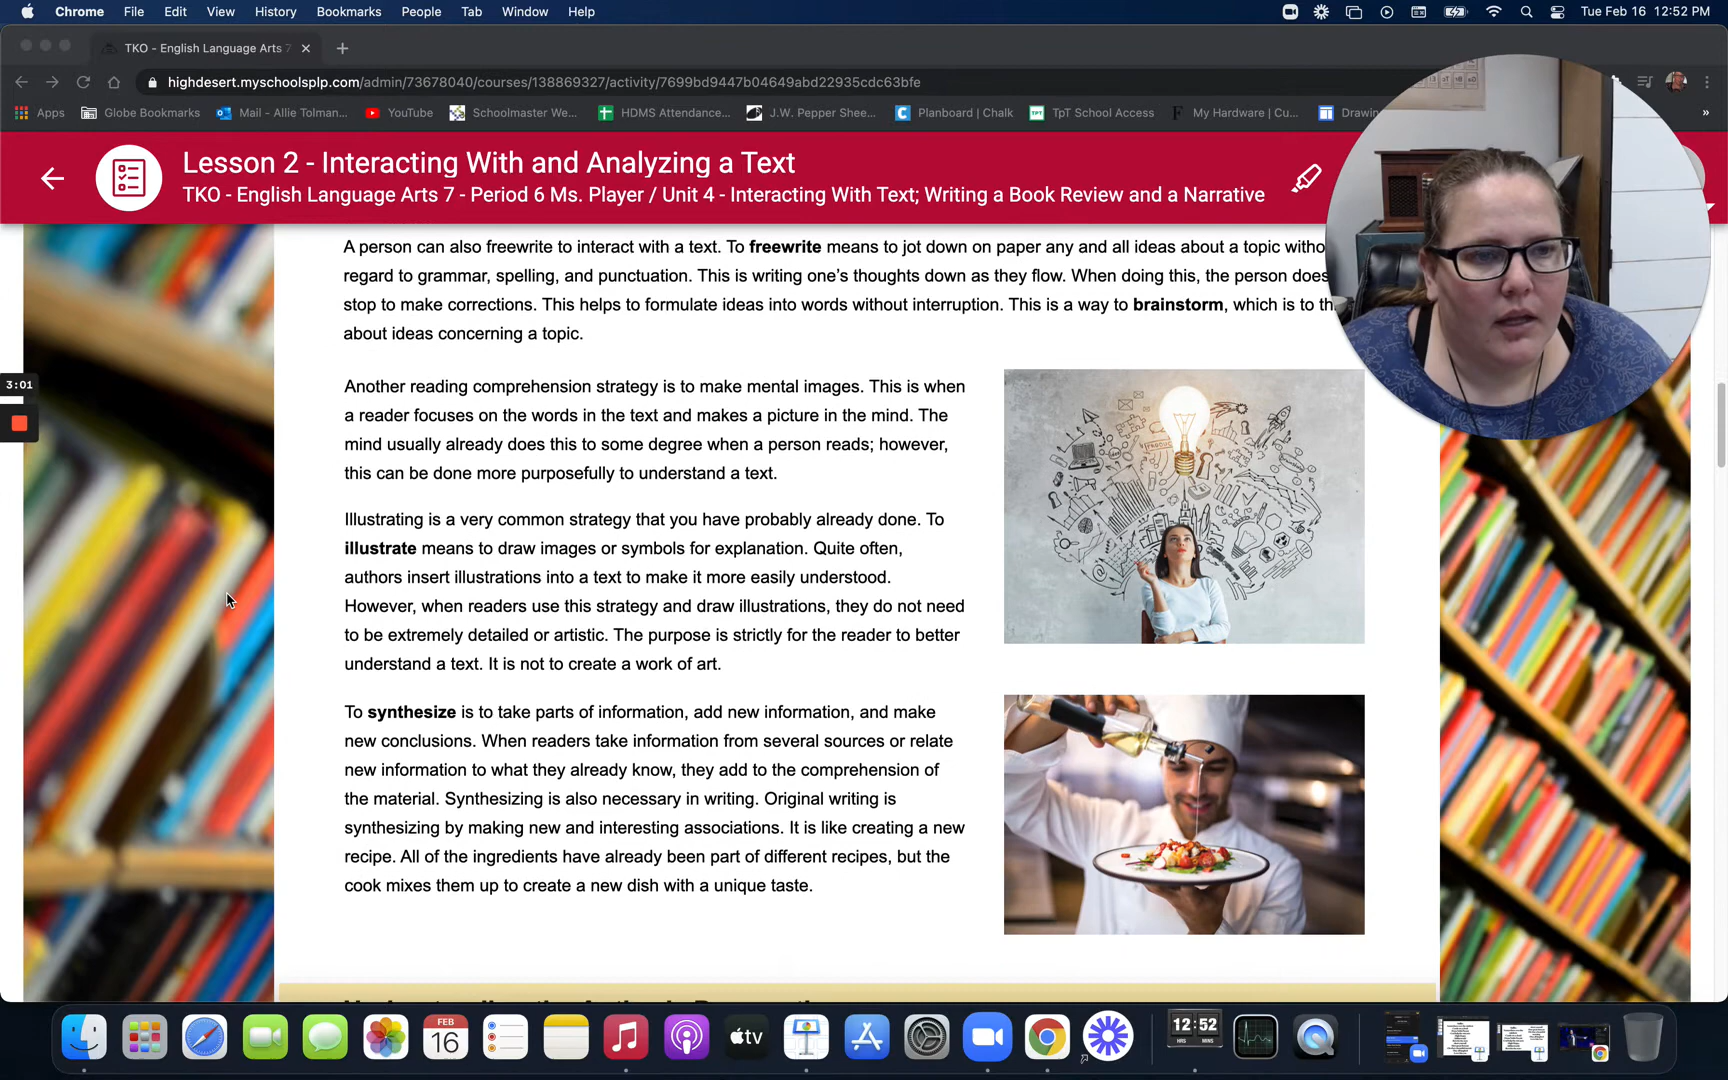 Chrome File Edit View History Bookmarks People Tab Window Help Tue Feb 16 12:52 PM
TKO - English Language Arts 7
highdesert.myschoolsplp.com/admin/73678040/courses/138869327/activity/7699bd9447b04649abd22935cdc63bfe
Apps Globe Bookmarks Mail - Allie Tolman... YouTube Schoolmaster We... HDMS Attendance... J.W. Pepper Shee... Planboard | Chalk TpT School Access My Hardware | Cu... Drawin
Lesson 2 - Interacting With and Analyzing a Text
TKO - English Language Arts 7 - Period 6 Ms. Player / Unit 4 - Interacting With Text; Writing a Book Review and a Narrative
A person can also freewrite to interact with a text. To freewrite means to jot down on paper any and all ideas about a topic witho
regard to grammar, spelling, and punctuation. This is writing one's thoughts down as they flow. When doing this, the person does
stop to make corrections. This helps to formulate ideas into words without interruption. This is a way to brainstorm, which is to th
about ideas concerning a topic.
3:01
Another reading comprehension strategy is to make mental images. This is when
a reader focuses on the words in the text and makes a picture in the mind. The
mind usually already does this to some degree when a person reads; however,
this can be done more purposefully to understand a text.
Illustrating is a very common strategy that you have probably already done. To
illustrate means to draw images or symbols for explanation. Quite often,
authors insert illustrations into a text to make it more easily understood.
However, when readers use this strategy and draw illustrations, they do not need
to be extremely detailed or artistic. The purpose is strictly for the reader to better
understand a text. It is not to create a work of art.
To synthesize is to take parts of information, add new information, and make
new conclusions. When readers take information from several sources or relate
new information to what they already know, they add to the comprehension of
the material. Synthesizing is also necessary in writing. Original writing is
synthesizing by making new and interesting associations. It is like creating a new
recipe. All of the ingredients have already been part of different recipes, but the
cook mixes them up to create a new dish with a unique taste.
FEB
16
tv
12:52